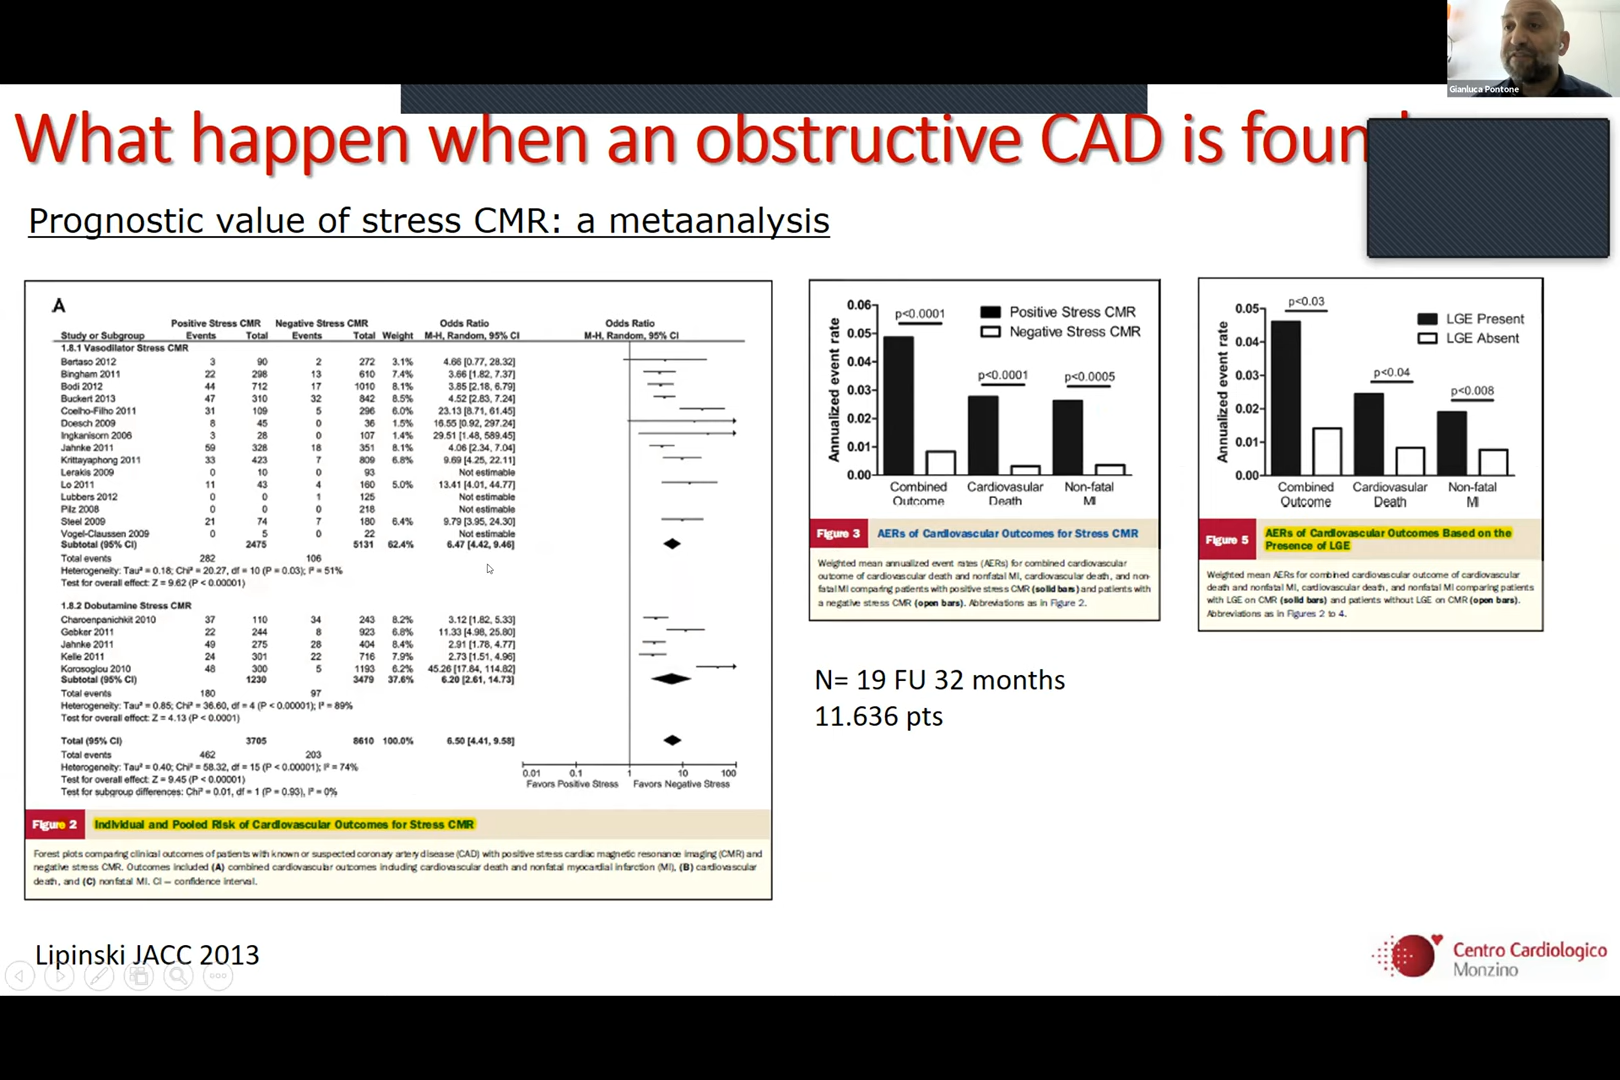 Gianluca Pontone
What happen when an obstructive CAD is foun
Prognostic value of stress CMR: a metaanalysis
A
Positive Stress CMR Negative Stress CMR Odds Ratio Odds Ratio
Study or Subgroup Events Total Events Total Weight M-H, Random, 95% CI M-H, Random, 95% CI
1.8.1 Vasodilator Stress CMR
Bertaso 2012 3 90 2 272 3.1% 4.66 [0.77, 28.32]
Bingham 2011 22 298 13 610 7.4% 3.66 [1.82, 7.37]
Bodi 2012 44 712 17 1010 8.1% 3.85 [2.18, 6.79]
Buckert 2013 47 310 32 842 8.5% 4.52 [2.83, 7.24]
Coelho-Filho 2011 31 109 5 296 6.0% 23.13 [8.71, 61.45]
Doesch 2009 8 45 0 36 1.5% 16.55 [0.92, 297.24]
Ingkanisorn 2006 3 28 0 107 1.4% 29.51 [1.48, 589.45]
Jahnke 2011 59 328 18 351 8.1% 4.06 [2.34, 7.04]
Krittayaphong 2011 33 423 7 809 6.8% 9.69 [4.25, 22.11]
Lerakis 2009 0 10 0 93 Not estimable
Lo 2011 11 43 4 160 5.0% 13.41 [4.01, 44.77]
Lubbers 2012 0 0 1 125 Not estimable
Pilz 2008 0 0 0 218 Not estimable
Steel 2009 21 74 7 180 6.4% 9.79 [3.95, 24.30]
Vogel-Claussen 2009 0 5 0 22 Not estimable
Subtotal (95% CI) 2475 5131 62.4% 6.47 [4.42, 9.46]
Total events 282 106
Heterogeneity: Tau² = 0.18; Chi² = 20.27, df = 10 (P = 0.03); I² = 51%
Test for overall effect: Z = 9.62 (P < 0.00001)
1.8.2 Dobutamine Stress CMR
Charoenpanichkit 2010 37 110 34 243 8.2% 3.12 [1.82, 5.33]
Gebker 2011 22 244 8 923 6.8% 11.33 [4.98, 25.80]
Jahnke 2011 49 275 28 404 8.4% 2.91 [1.78, 4.77]
Kelle 2011 24 301 22 716 7.9% 2.73 [1.51, 4.96]
Korosoglou 2010 48 300 5 1193 6.2% 45.26 [17.84, 114.82]
Subtotal (95% CI) 1230 3479 37.6% 6.20 [2.61, 14.73]
Total events 180 97
Heterogeneity: Tau² = 0.85; Chi² = 36.60, df = 4 (P < 0.00001); I² = 89%
Test for overall effect: Z = 4.13 (P < 0.0001)
Total (95% CI) 3705 8610 100.0% 6.50 [4.41, 9.58]
Total events 462 203
Heterogeneity: Tau² = 0.40; Chi² = 58.32, df = 15 (P < 0.00001); I² = 74%
Test for overall effect: Z = 9.45 (P < 0.00001)
Test for subgroup differences: Chi² = 0.01, df = 1 (P = 0.93), I² = 0%
0.01 0.1 1 10 100
Favors Positive Stress Favors Negative Stress
Figure 2 Individual and Pooled Risk of Cardiovascular Outcomes for Stress CMR
Forest plots comparing clinical outcomes of patients with known or suspected coronary artery disease (CAD) with positive stress cardiac magnetic resonance imaging (CMR) and
negative stress CMR. Outcomes included (A) combined cardiovascular outcomes including cardiovascular death and nonfatal myocardial infarction (MI), (B) cardiovascular
death, and (C) nonfatal MI. CI = confidence interval.
Annualized event rate
0.06
0.05
0.04
0.03
0.02
0.01
0.00
p<0.0001
p<0.0001
p<0.0005
Positive Stress CMR
Negative Stress CMR
Combined Outcome
Cardiovascular Death
Non-fatal MI
Figure 3 AERs of Cardiovascular Outcomes for Stress CMR
Weighted mean annualized event rates (AERs) for combined cardiovascular
outcome of cardiovascular death and nonfatal MI, cardiovascular death, and non-
fatal MI comparing patients with positive stress CMR (solid bars) and patients with
a negative stress CMR (open bars). Abbreviations as in Figure 2.
Annualized event rate
0.05
0.04
0.03
0.02
0.01
0.00
p<0.03
p<0.04
p<0.008
LGE Present
LGE Absent
Combined Outcome
Cardiovascular Death
Non-fatal MI
Figure 5 AERs of Cardiovascular Outcomes Based on the
Presence of LGE
Weighted mean AERs for combined cardiovascular outcome of cardiovascular
death and nonfatal MI, cardiovascular death, and nonfatal MI comparing patients
with LGE on CMR (solid bars) and patients without LGE on CMR (open bars).
Abbreviations as in Figures 2 to 4.
N= 19 FU 32 months
11.636 pts
Lipinski JACC 2013
Centro Cardiologico
Monzino